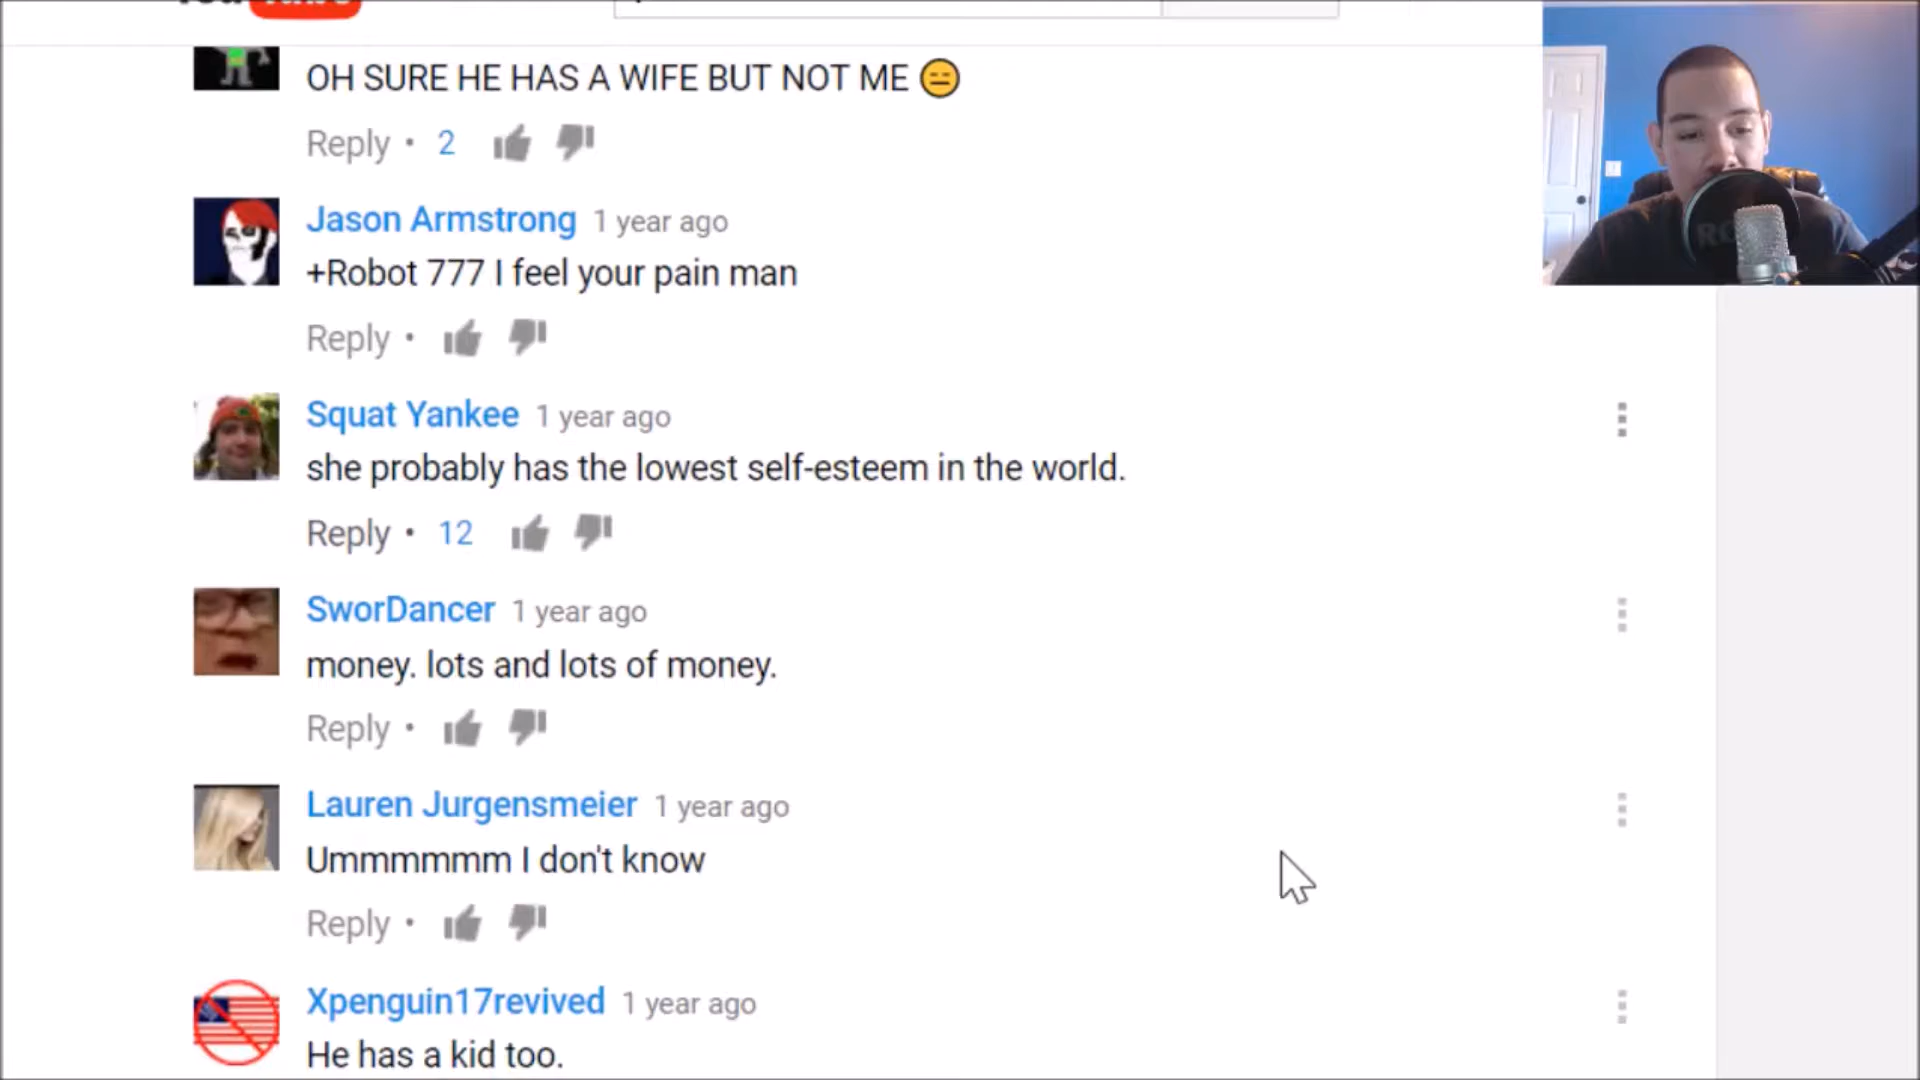 You Tube
OH SURE HE HAS A WIFE BUT NOT ME 😑
Reply • 2
Jason Armstrong 1 year ago
+Robot 777 I feel your pain man
Reply •
Squat Yankee 1 year ago
she probably has the lowest self-esteem in the world.
Reply • 12
SworDancer 1 year ago
money. lots and lots of money.
Reply •
Lauren Jurgensmeier 1 year ago
Ummmmmm I don't know
Reply •
Xpenguin17revived 1 year ago
He has a kid too.